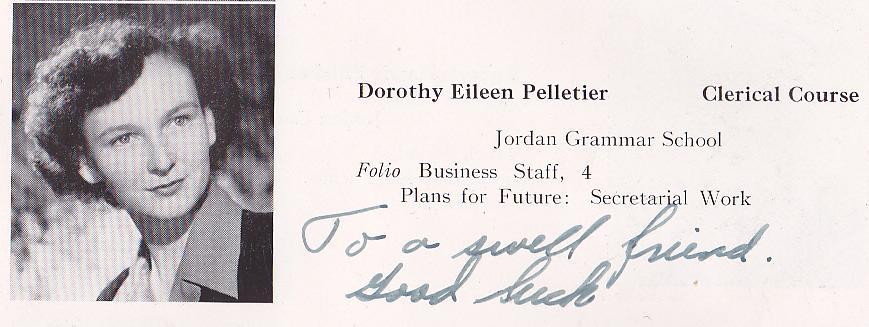 Dorothy Eileen Pelletier Clerical Course
Jordan Grammar School
Folio Business Staff, 4
Plans for Future: Secretarial Work
To a swell friend.
Good luck